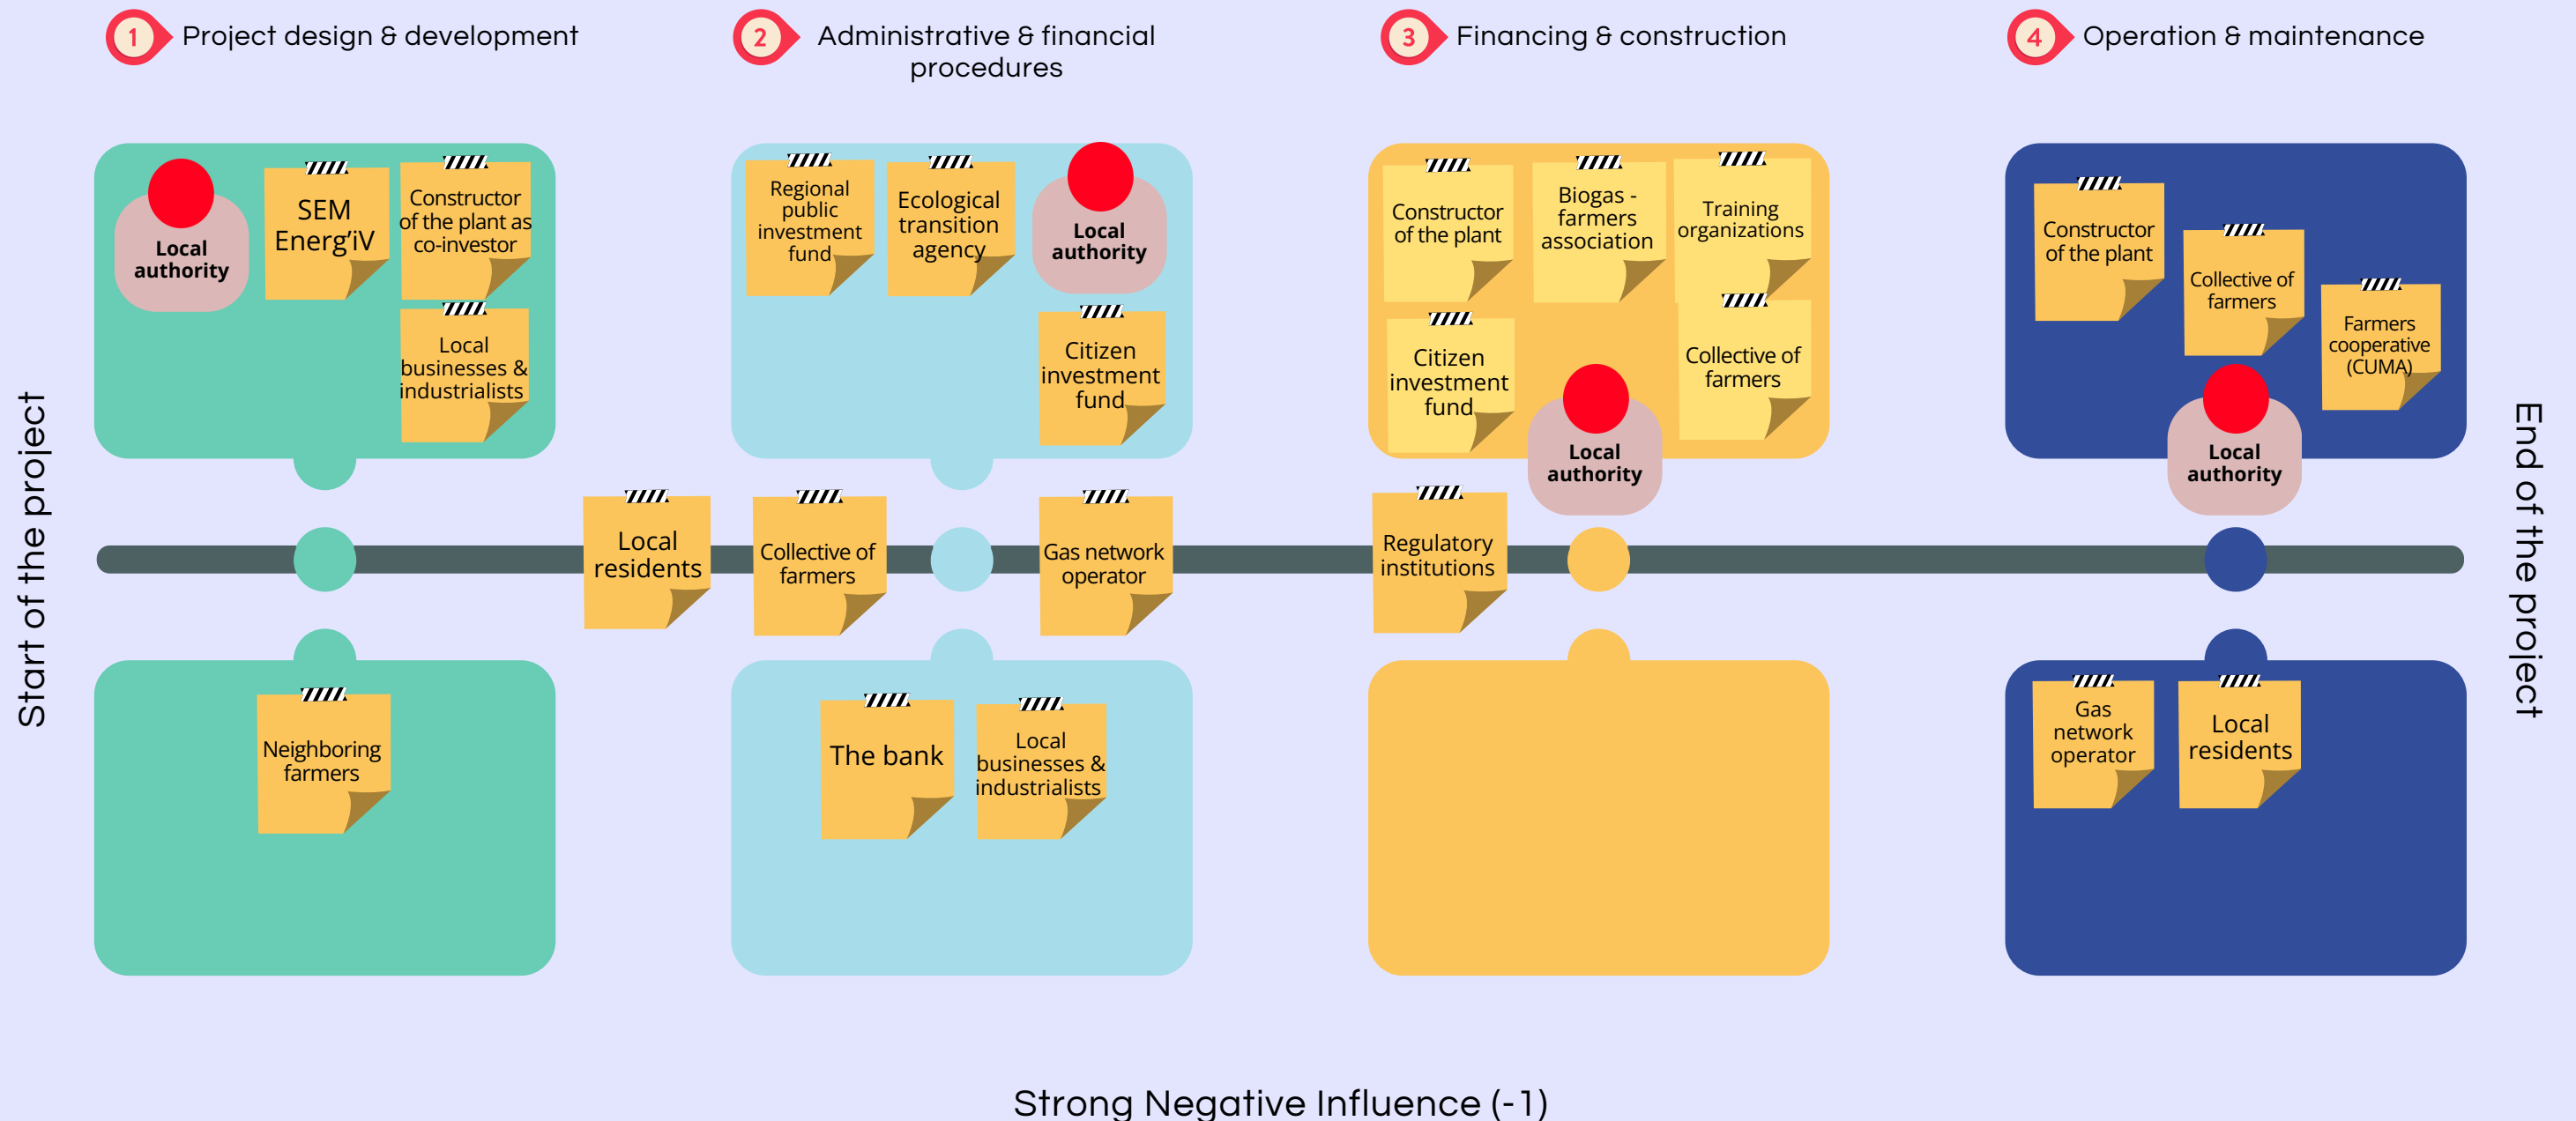 1
Project design & development
2
Administrative & financial
procedures
3
Financing & construction
4
Operation & maintenance
Start of the project
Local
authority
SEM
Energ’iV
Constructor
of the plant as
co-investor
Local
businesses &
industrialists
Regional
public
investment
fund
Ecological
transition
agency
Local
authority
Citizen
investment
fund
Constructor
of the plant
Biogas -
farmers
association
Training
organizations
Citizen
investment
fund
Collective of
farmers
Local
authority
Constructor
of the plant
Collective of
farmers
Farmers
cooperative
(CUMA)
Local
authority
End of the project
Local
residents
Collective of
farmers
Gas network
operator
Regulatory
institutions
Neighboring
farmers
The bank
Local
businesses &
industrialists
Gas
network
operator
Local
residents
Strong Negative Influence (-1)